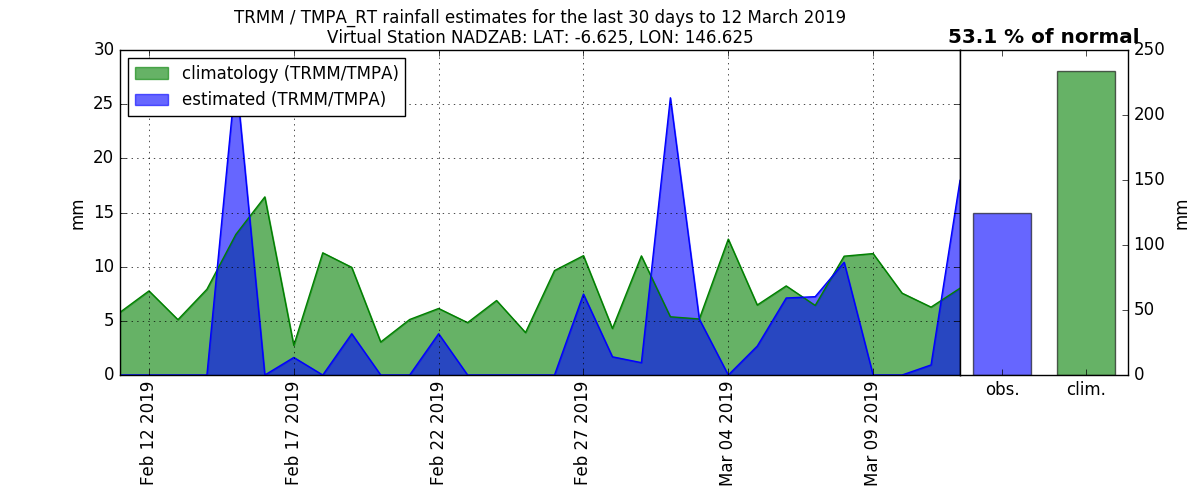 TRMM / TMPA_RT rainfall estimates for the last 30 days to 12 March 2019
Virtual Station NADZAB: LAT: -6.625, LON: 146.625
53.1 % of normal
climatology (TRMM/TMPA)
estimated (TRMM/TMPA)
30
25
20
15
10
5
0
mm
Feb 12 2019
Feb 17 2019
Feb 22 2019
Feb 27 2019
Mar 04 2019
Mar 09 2019
obs.
clim.
250
200
150
100
50
0
mm